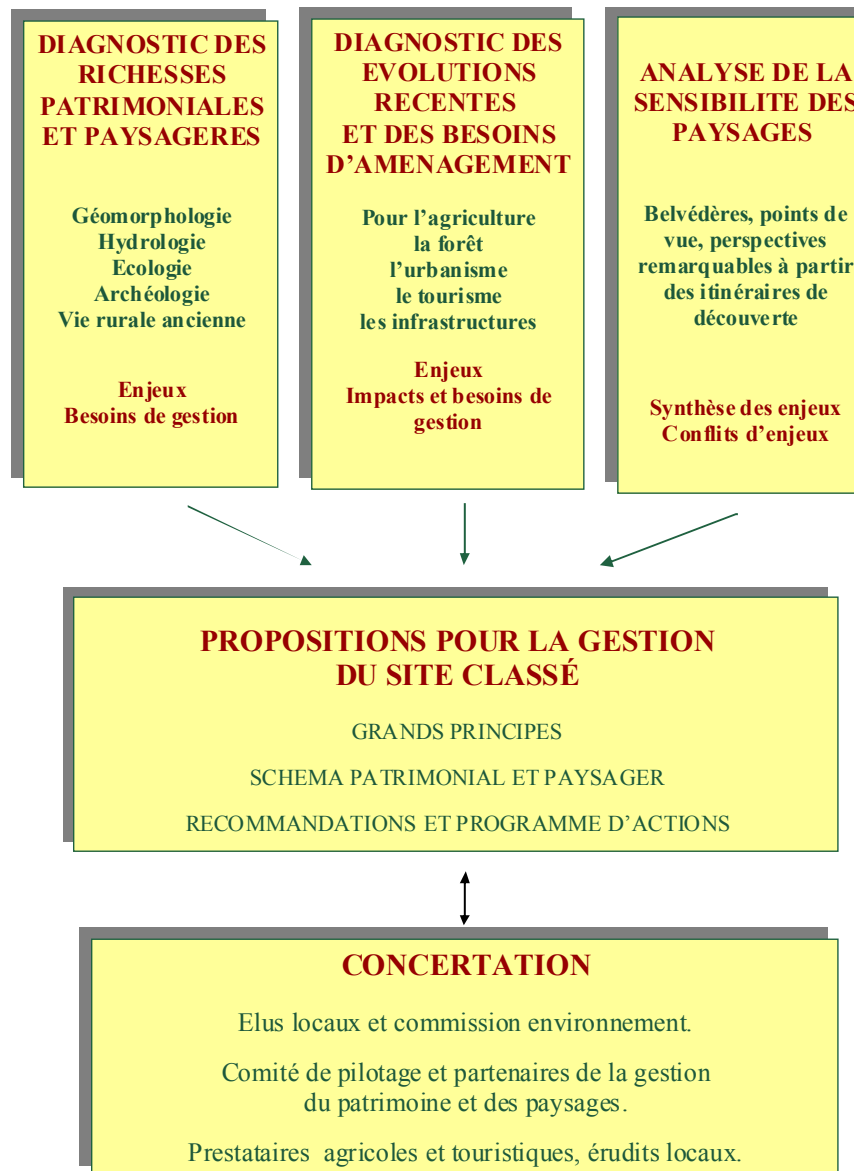 DIAGNOSTIC DES
RICHESSES
PATRIMONIALES
ET PAYSAGERES
Géomorphologie
Hydrologie
Ecologie
Archéologie
Vie rurale ancienne
Enjeux
Besoins de gestion
DIAGNOSTIC DES
EVOLUTIONS
RECENTES
ET DES BESOINS
D’AMENAGEMENT
Pour l’agriculture
la forêt
l’urbanisme
le tourisme
les infrastructures
Enjeux
Impacts et besoins de
gestion
ANALYSE DE LA
SENSIBILITE DES
PAYSAGES
Belvédères, points de
vue, perspectives
remarquables à partir
des itinéraires de
découverte
Synthèse des enjeux
Conflits d’enjeux
PROPOSITIONS POUR LA GESTION
DU SITE CLASSÉ
GRANDS PRINCIPES
SCHEMA PATRIMONIAL ET PAYSAGER
RECOMMANDATIONS ET PROGRAMME D’ACTIONS
CONCERTATION
Elus locaux et commission environnement.
Comité de pilotage et partenaires de la gestion
du patrimoine et des paysages.
Prestataires agricoles et touristiques, érudits locaux.